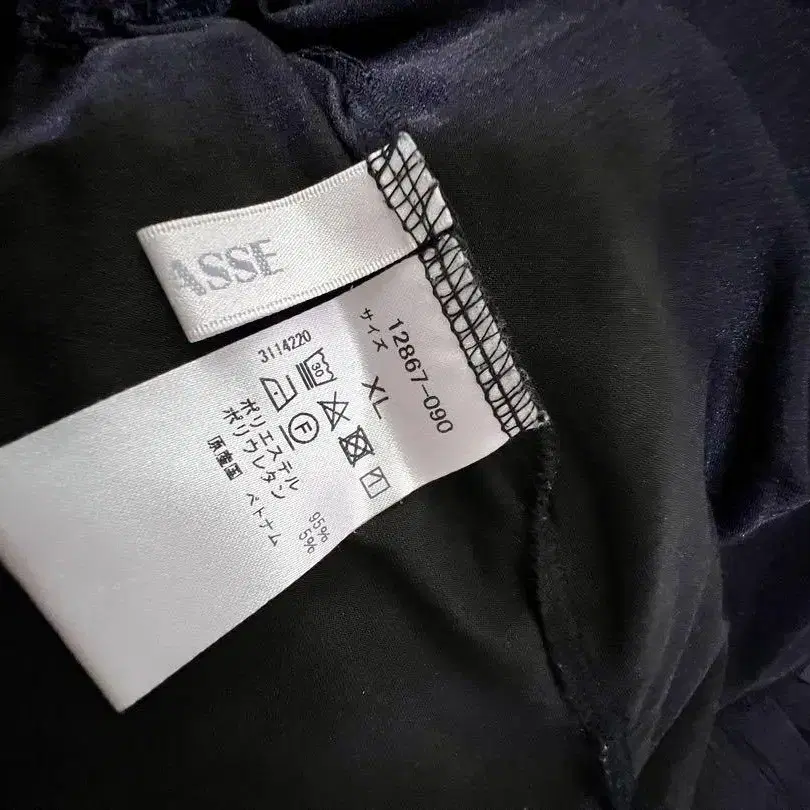 ASSE
12867-090
サイズ XL
3114220
30
F
ポリエステル 95%
ポリウレタン 5%
原産国 ベトナム